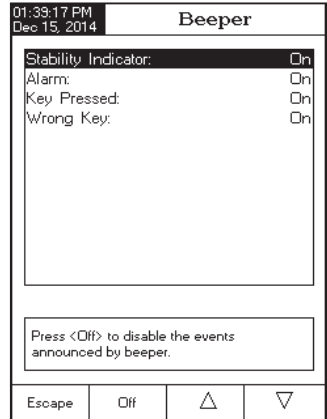 01:39:17 PM
Dec 15, 2014
Beeper
Stability Indicator: On
Alarm: On
Key Pressed: On
Wrong Key: On
Press <Off> to disable the events
announced by beeper.
Escape Off △ ▽